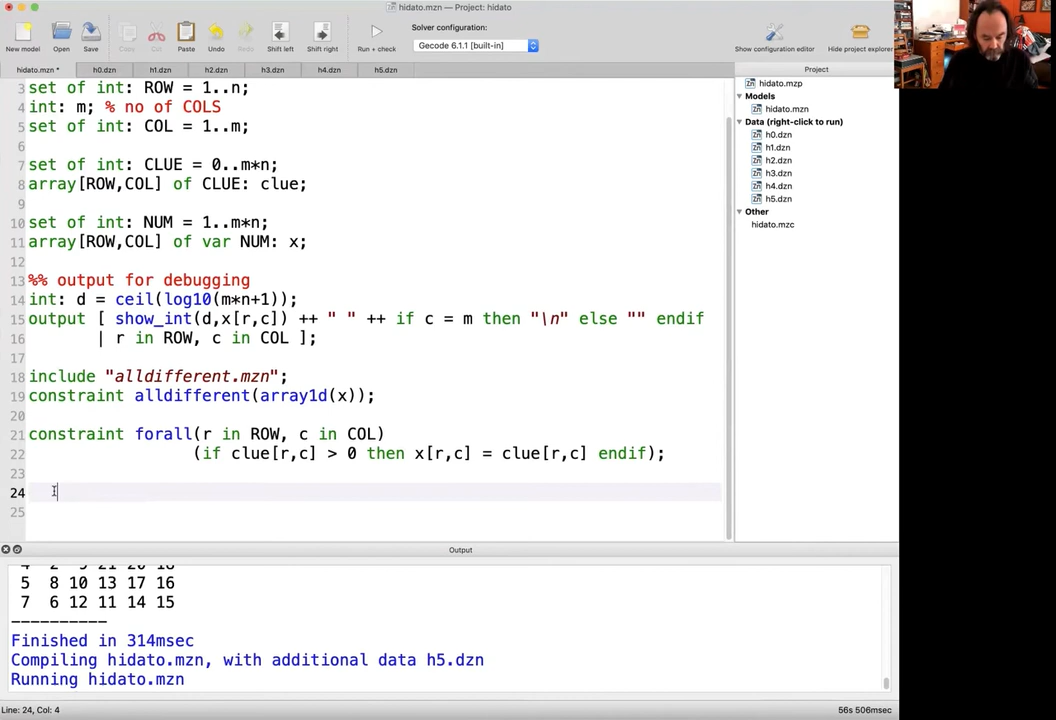 hidato.mzn — Project: hidato
New model
Open
Save
Copy
Cut
Paste
Undo
Redo
Shift left
Shift right
Run + check
Solver configuration:
Gecode 6.1.1 [built-in]
Show configuration editor
Hide project explorer
hidato.mzn *
h0.dzn
h1.dzn
h2.dzn
h3.dzn
h4.dzn
h5.dzn
3 set of int: ROW = 1..n;
4 int: m; % no of COLS
5 set of int: COL = 1..m;
6
7 set of int: CLUE = 0..m*n;
8 array[ROW,COL] of CLUE: clue;
9
10 set of int: NUM = 1..m*n;
11 array[ROW,COL] of var NUM: x;
12
13 %% output for debugging
14 int: d = ceil(log10(m*n+1));
15 output [ show_int(d,x[r,c]) ++ " " ++ if c = m then "\n" else "" endif
16 | r in ROW, c in COL ];
17
18 include "alldifferent.mzn";
19 constraint alldifferent(array1d(x));
20
21 constraint forall(r in ROW, c in COL)
22 (if clue[r,c] > 0 then x[r,c] = clue[r,c] endif);
23
24
25
Project
hidato.mzp
Models
hidato.mzn
Data (right-click to run)
h0.dzn
h1.dzn
h2.dzn
h3.dzn
h4.dzn
h5.dzn
Other
hidato.mzc
Output
5 8 10 13 17 16
7 6 12 11 14 15
----------
Finished in 314msec
Compiling hidato.mzn, with additional data h5.dzn
Running hidato.mzn
Line: 24, Col: 4
56s 506msec